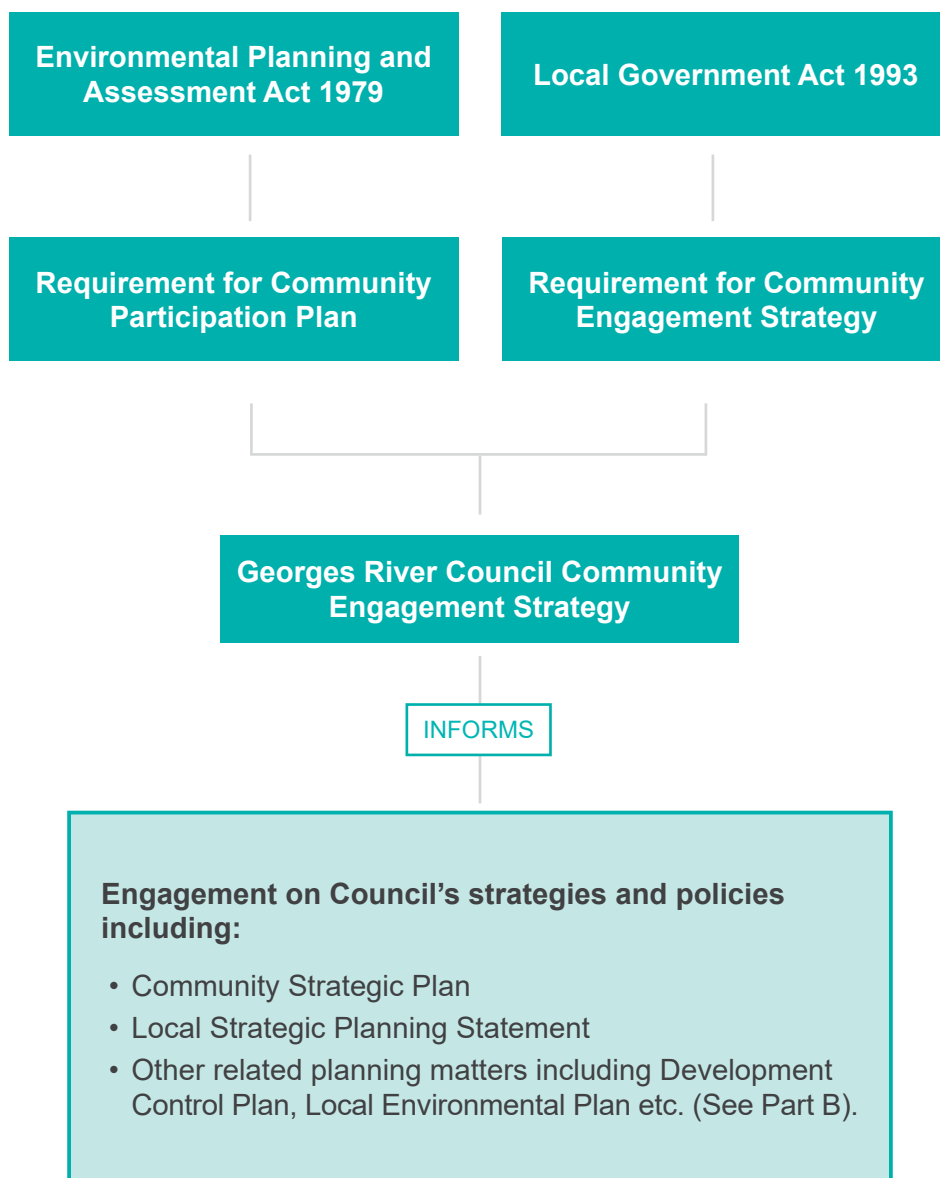 Environmental Planning and
Assessment Act 1979
Local Government Act 1993
Requirement for Community
Participation Plan
Requirement for Community
Engagement Strategy
Georges River Council Community
Engagement Strategy
INFORMS
Engagement on Council’s strategies and policies
including:
• Community Strategic Plan
• Local Strategic Planning Statement
• Other related planning matters including Development
Control Plan, Local Environmental Plan etc. (See Part B).